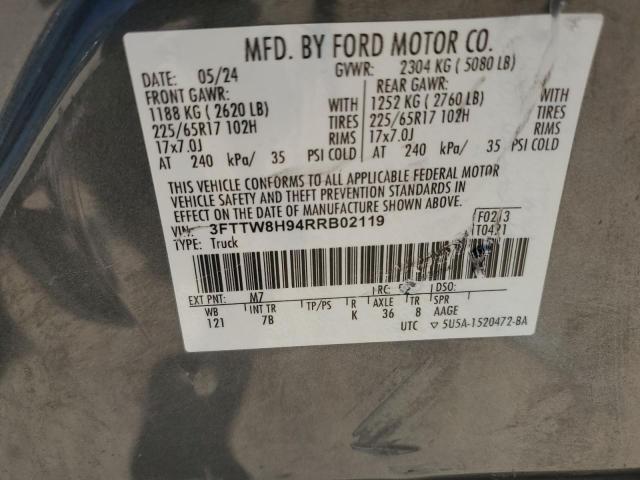 MFD. BY FORD MOTOR CO.
DATE: 05/24 GVWR: 2304 KG ( 5080 LB)
FRONT GAWR: REAR GAWR:
1188 KG ( 2620 LB) WITH 1252 KG ( 2760 LB) WITH
225/65R17 102H TIRES 225/65R17 102H TIRES
17x7.0J RIMS 17x7.0J RIMS
AT 240 kPa/ 35 PSI COLD AT 240 kPa/ 35 PSI COLD
THIS VEHICLE CONFORMS TO ALL APPLICABLE FEDERAL MOTOR
VEHICLE SAFETY AND THEFT PREVENTION STANDARDS IN
EFFECT ON THE DATE OF MANUFACTURE SHOWN ABOVE.
VIN: 3FTTW8H94RRB02119
TYPE: Truck
T0421
EXT PNT: M7 RC: DSO:
WB INT TR TP/PS R AXLE TR SPR
121 7B K 36 8 AAGE
UTC ▽ 5U5A-1520472-BA